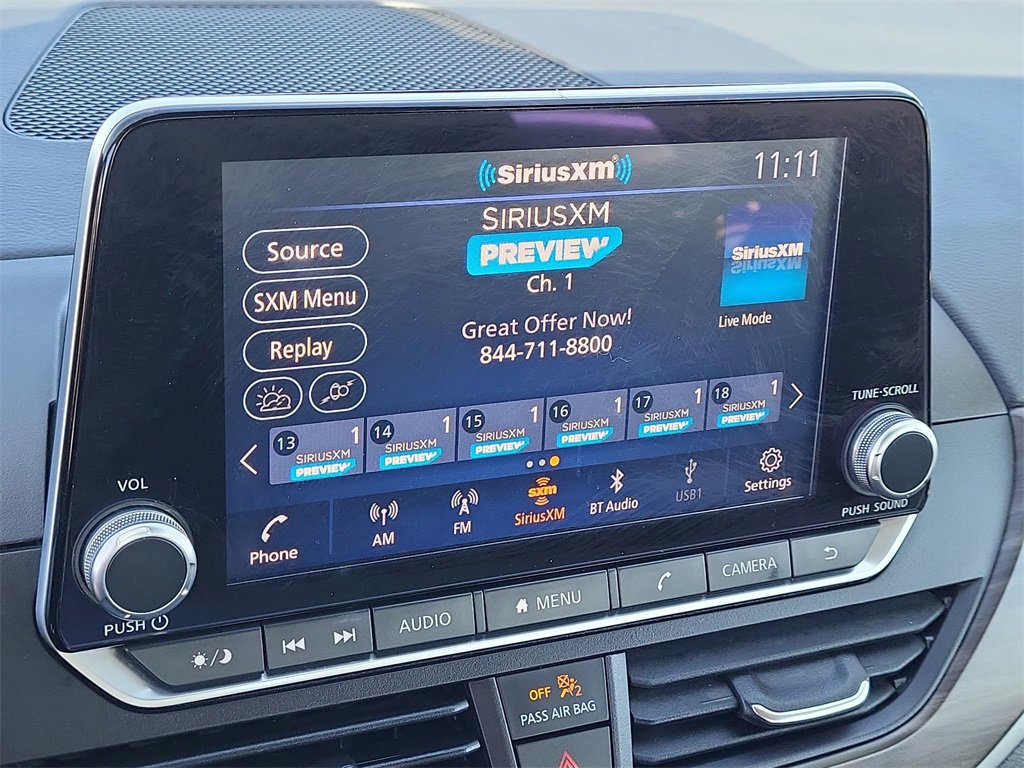 SiriusXM 11:11
SIRIUSXM
PREVIEW
Ch. 1
Source
SXM Menu
Replay
Great Offer Now!
844-711-8800
SiriusXM
Live Mode
13 1 SIRIUSXM PREVIEW
14 1 SIRIUSXM PREVIEW
15 1 SIRIUSXM PREVIEW
16 1 SIRIUSXM PREVIEW
17 1 SIRIUSXM PREVIEW
18 1 SIRIUSXM PREVIEW
Phone
AM
FM
sxm
SiriusXM
BT Audio
USB1
Settings
VOL
PUSH
TUNE·SCROLL
PUSH SOUND
AUDIO
MENU
CAMERA
OFF 2
PASS AIR BAG